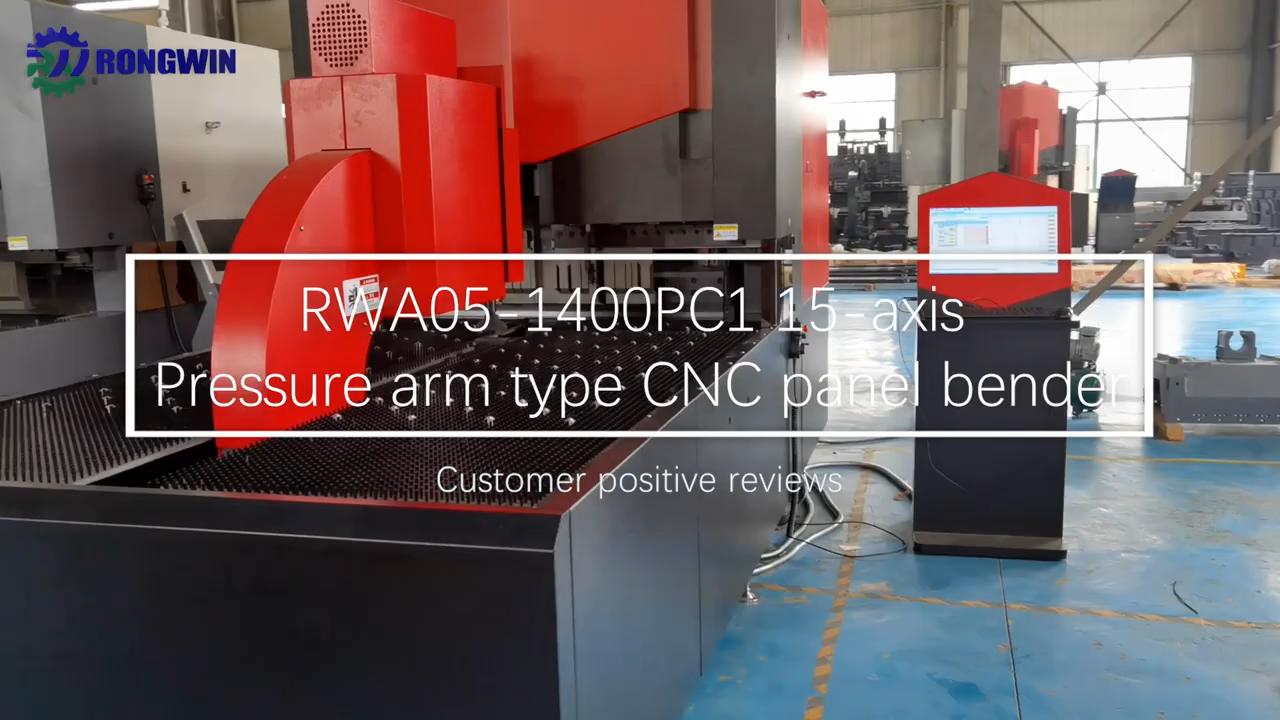 RONGWIN
RWA05-1400PC1 15-axis
Pressure arm type CNC panel bender
Customer positive reviews